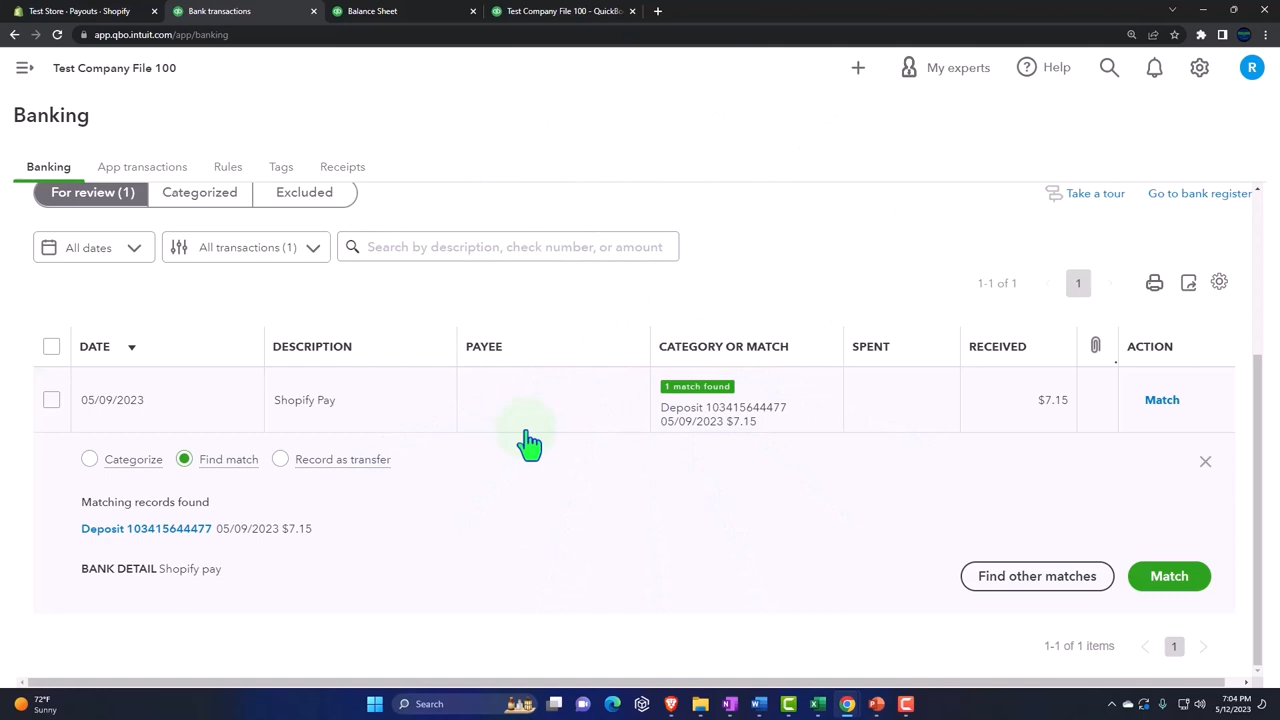 Test Store - Payouts - Shopify
Banking transactions
Balance Sheet
Test Company File 100 - QuickBo
app.qbo.intuit.com/app/banking
Test Company File 100
My experts
Help
R
Banking
Banking
App transactions
Rules
Tags
Receipts
For review (1)
Categorized
Excluded
Take a tour
Go to bank register
All dates
All transactions (1)
Search by description, check number, or amount
1-1 of 1
1
DATE
DESCRIPTION
PAYEE
CATEGORY OR MATCH
SPENT
RECEIVED
ACTION
1 match found
05/09/2023
Shopify Pay
Deposit 103415644477
05/09/2023 $7.15
$7.15
Match
Categorize
Find match
Record as transfer
Matching records found
Deposit 103415644477 05/09/2023 $7.15
BANK DETAIL Shopify pay
Find other matches
Match
1-1 of 1 items
1
72°F
Sunny
Search
7:04 PM
5/12/2023